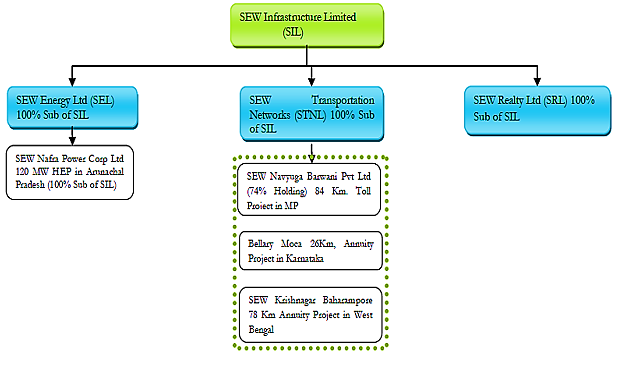 SEW Infrastructure Limited
(SIL)
SEW Energy Ltd (SEL)
100% Sub of SIL
SEW Transportation
Networks (STNL) 100% Sub
of SIL
SEW Realty Ltd (SRL) 100%
Sub of SIL
SEW Nafra Power Corp Ltd
120 MW HEP in Arunachal
Pradesh (100% Sub of SIL)
SEW Navyuga Barwani Pvt Ltd
(74% Holding) 84 Km. Toll
Project in MP
Bellary Moca 26Km, Annuity
Project in Karnataka
SEW Krishnagar Baharampose
78 Km Annuity Project in West
Bengal